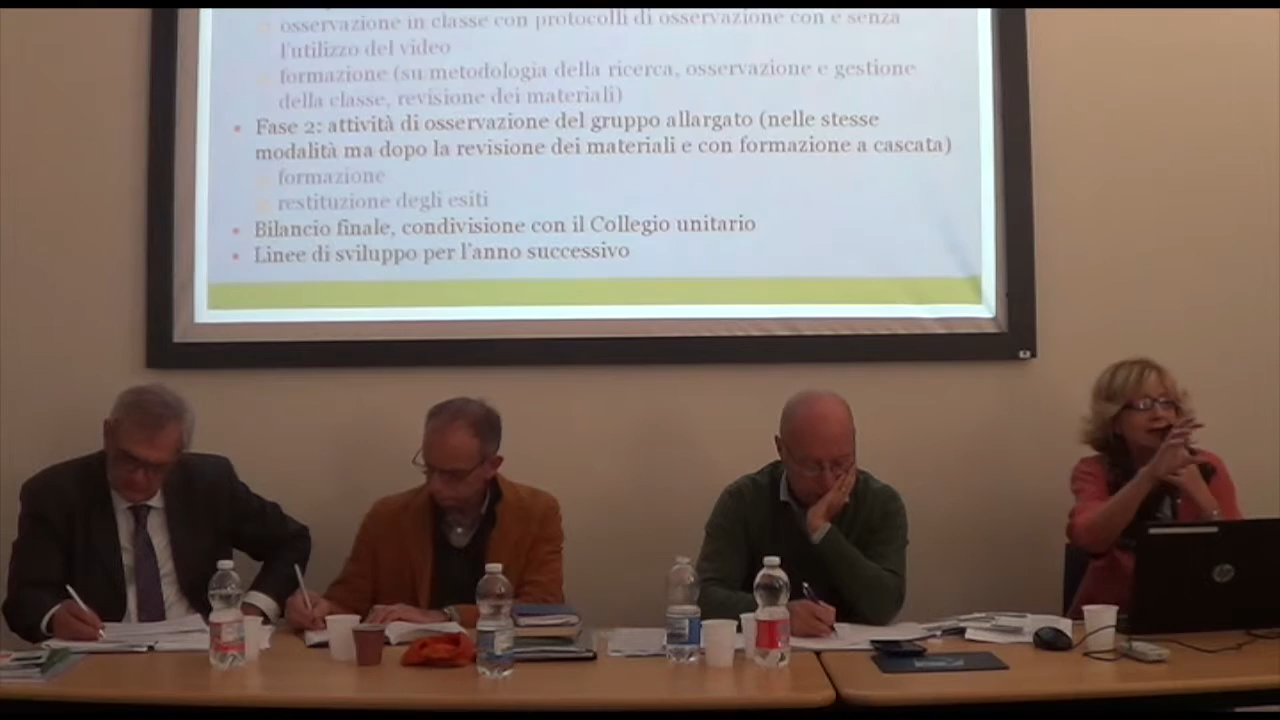 osservazione in classe con protocolli di osservazione con e senza
l'utilizzo del video
formazione (su metodologia della ricerca, osservazione e gestione
della classe, revisione dei materiali)
Fase 2: attività di osservazione del gruppo allargato (nelle stesse
modalità ma dopo la revisione dei materiali e con formazione a cascata)
formazione
restituzione degli esiti
Bilancio finale, condivisione con il Collegio unitario
Linee di sviluppo per l'anno successivo
hp